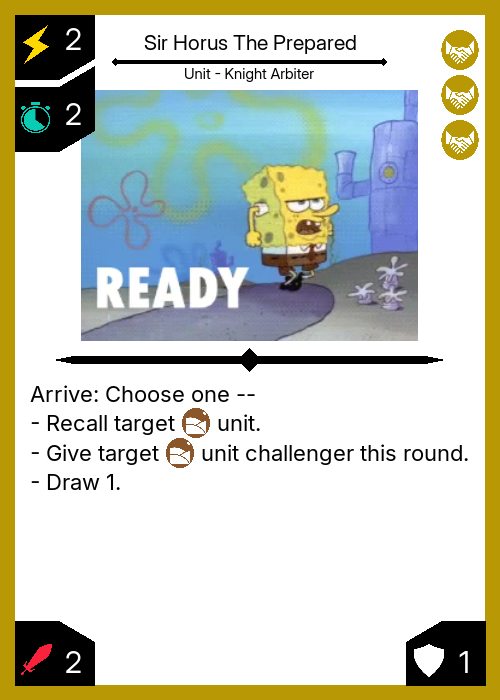 2
Sir Horus The Prepared
Unit - Knight Arbiter
2
READY
Arrive: Choose one --
- Recall target unit.
- Give target unit challenger this round.
- Draw 1.
2
1